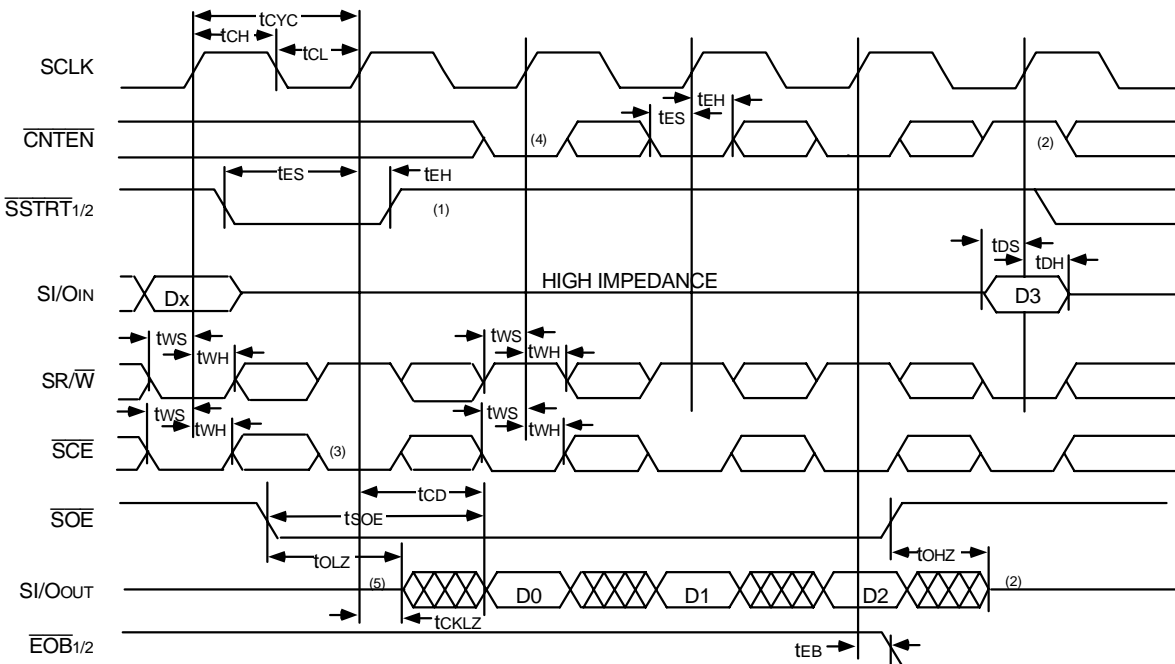 tCYC
tCH
tCL
SCLK
tEH
tES
CNTEN
(4)
(2)
tES
tEH
SSTRT1/2
(1)
tDS
tDH
HIGH IMPEDANCE
SI/OIN
Dx
D3
tWS
tWH
tWS
tWH
SR/W
tWS
tWH
tWS
tWH
SCE
(3)
tCD
SOE
tSOE
tOLZ
tOHZ
SI/OOUT
(5)
D0
D1
D2
(2)
tCKLZ
EOB1/2
tEB